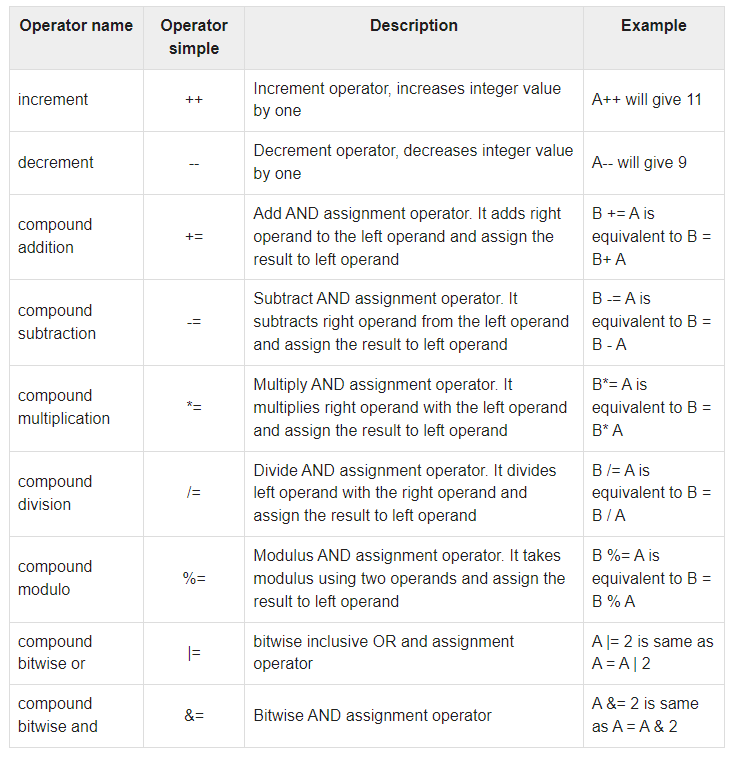 Operator name Operator simple Description Example
increment ++ Increment operator, increases integer value by one A++ will give 11
decrement -- Decrement operator, decreases integer value by one A-- will give 9
compound addition += Add AND assignment operator. It adds right operand to the left operand and assign the result to left operand B += A is equivalent to B = B+ A
compound subtraction -= Subtract AND assignment operator. It subtracts right operand from the left operand and assign the result to left operand B -= A is equivalent to B = B - A
compound multiplication *= Multiply AND assignment operator. It multiplies right operand with the left operand and assign the result to left operand B*= A is equivalent to B = B* A
compound division /= Divide AND assignment operator. It divides left operand with the right operand and assign the result to left operand B /= A is equivalent to B = B / A
compound modulo %= Modulus AND assignment operator. It takes modulus using two operands and assign the result to left operand B %= A is equivalent to B = B % A
compound bitwise or |= bitwise inclusive OR and assignment operator A |= 2 is same as A = A | 2
compound bitwise and &= Bitwise AND assignment operator A &= 2 is same as A = A & 2